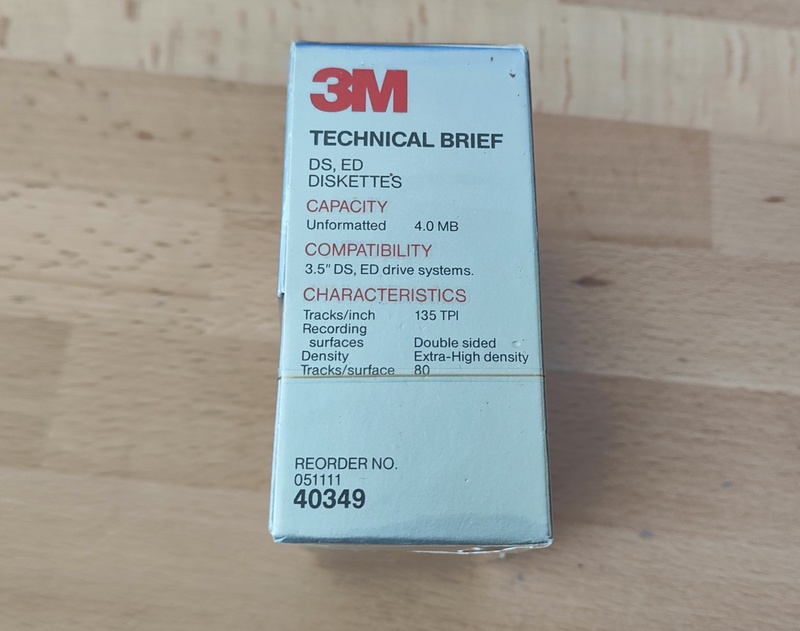 3M
TECHNICAL BRIEF
DS, ED
DISKETTES
CAPACITY
Unformatted 4.0 MB
COMPATIBILITY
3.5" DS, ED drive systems.
CHARACTERISTICS
Tracks/inch 135 TPI
Recording
surfaces Double sided
Density Extra-High density
Tracks/surface 80
REORDER NO.
051111
40349